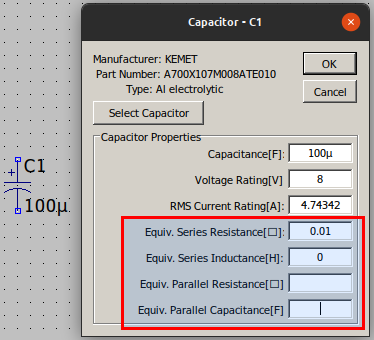 Capacitor - C1
Manufacturer: KEMET
Part Number: A700X107M008ATE010
Type: Al electrolytic
OK
Cancel
Select Capacitor
Capacitor Properties
Capacitance[F]: 100µ
Voltage Rating[V] 8
RMS Current Rating[A]: 4.74342
Equiv. Series Resistance[□]: 0.01
Equiv. Series Inductance[H]: 0
Equiv. Parallel Resistance[□]
Equiv. Parallel Capacitance[F]
C1
+
100µ